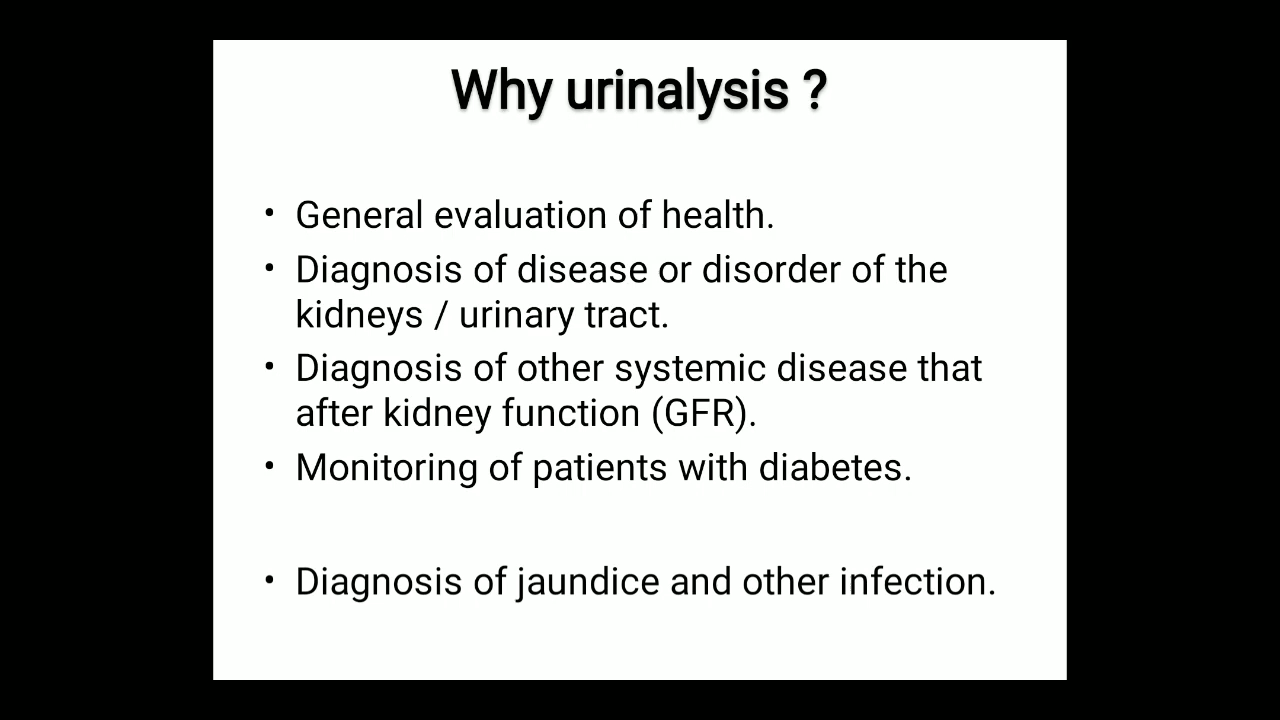 Why urinalysis ?
• General evaluation of health.
• Diagnosis of disease or disorder of the
kidneys / urinary tract.
• Diagnosis of other systemic disease that
after kidney function (GFR).
• Monitoring of patients with diabetes.
• Diagnosis of jaundice and other infection.